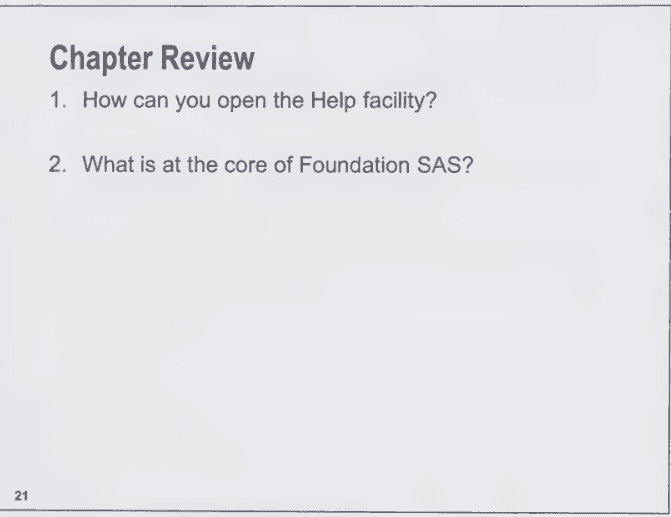 Chapter Review
1. How can you open the Help facility?
2. What is at the core of Foundation SAS?
21